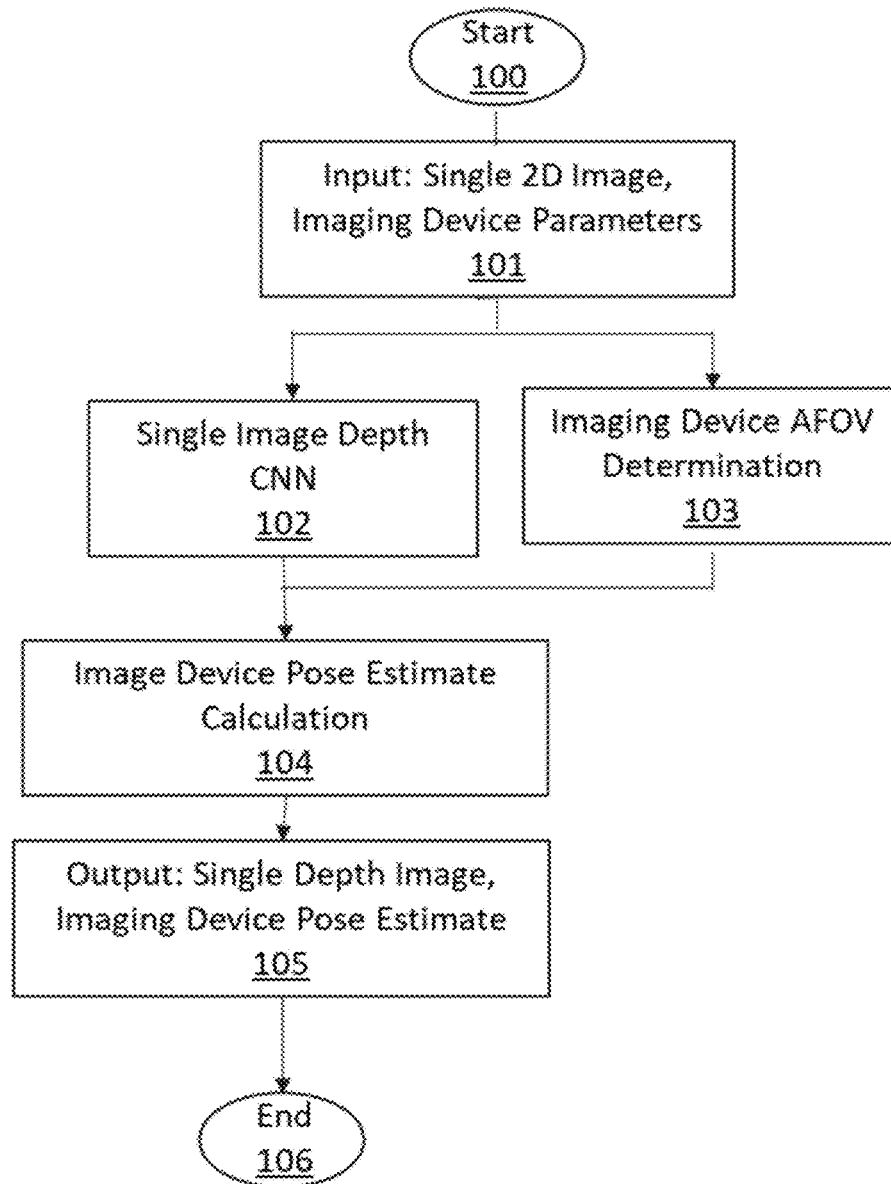 Start
100
Input: Single 2D Image,
Imaging Device Parameters
101
Single Image Depth
CNN
102
Imaging Device AFOV
Determination
103
Image Device Pose Estimate
Calculation
104
Output: Single Depth Image,
Imaging Device Pose Estimate
105
End
106